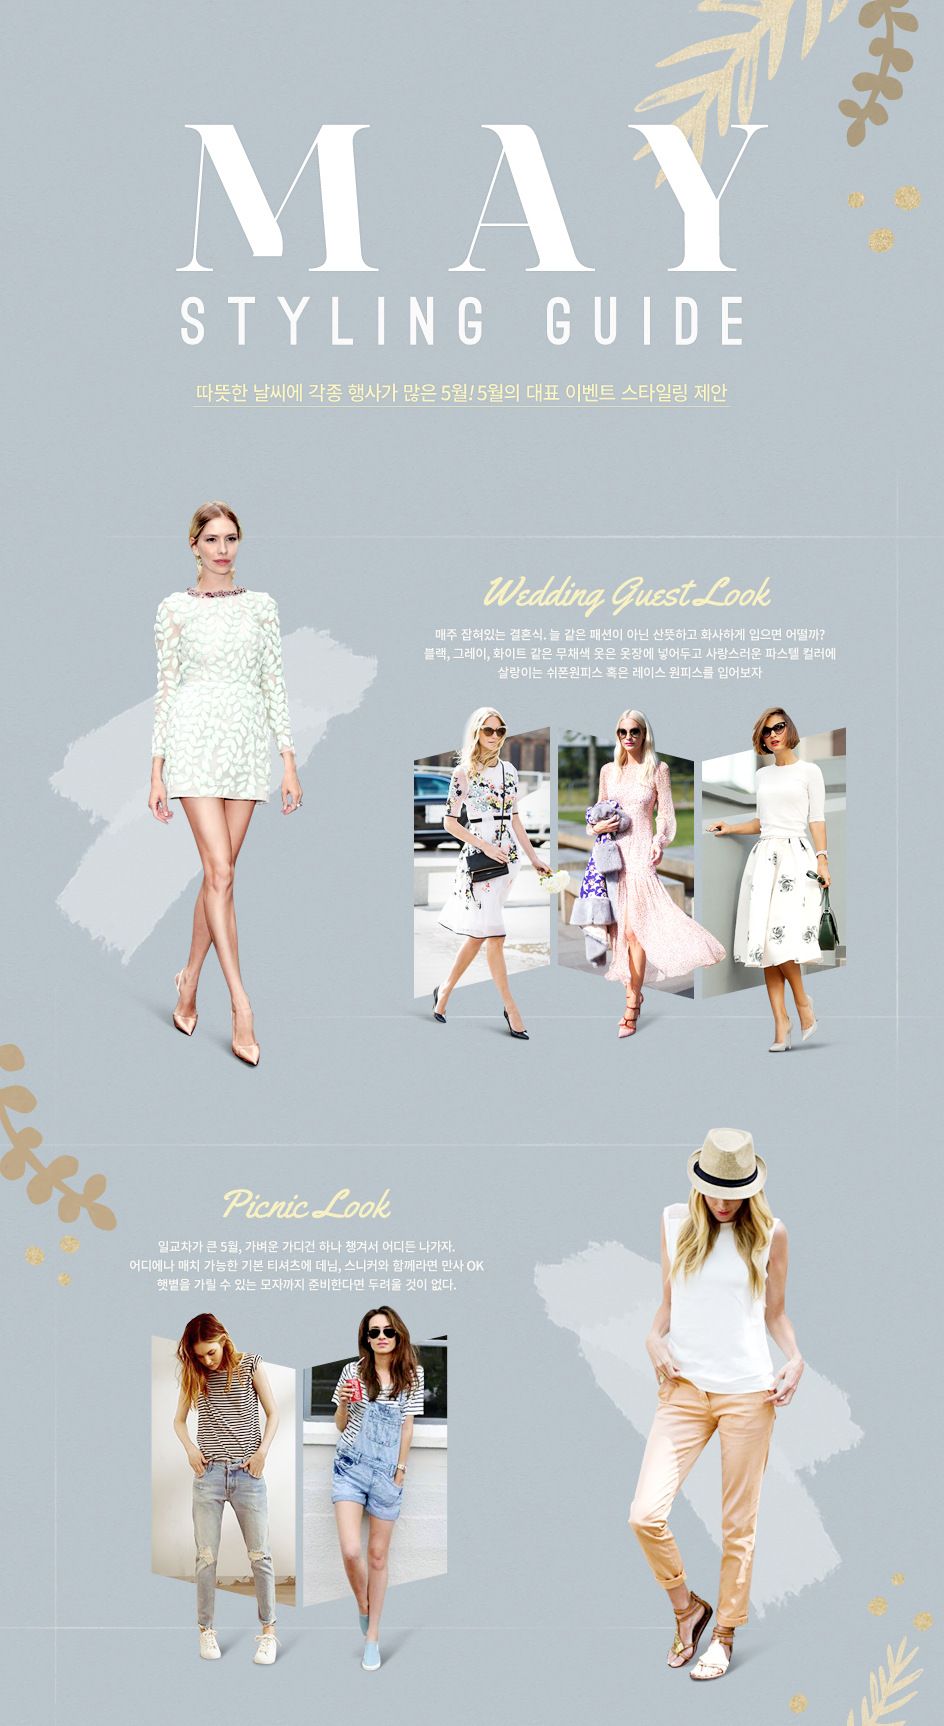 MAY
STYLING GUIDE
따뜻한 날씨에 각종 행사가 많은 5월! 5월의 대표 이벤트 스타일링 제안
Wedding Guest Look
매주 잡혀있는 결혼식. 늘 같은 패션이 아닌 산뜻하고 화사하게 입으면 어떨까?
블랙, 그레이, 화이트 같은 무채색 옷은 옷장에 넣어두고 사랑스러운 파스텔 컬러에
살랑이는 쉬폰원피스 혹은 레이스 원피스를 입어보자
Picnic Look
일교차가 큰 5월, 가벼운 가디건 하나 챙겨서 어디든 나가자.
어디에나 매치 가능한 기본 티셔츠에 데님, 스니커와 함께라면 만사 OK
햇볕을 가릴 수 있는 모자까지 준비한다면 두려울 것이 없다.